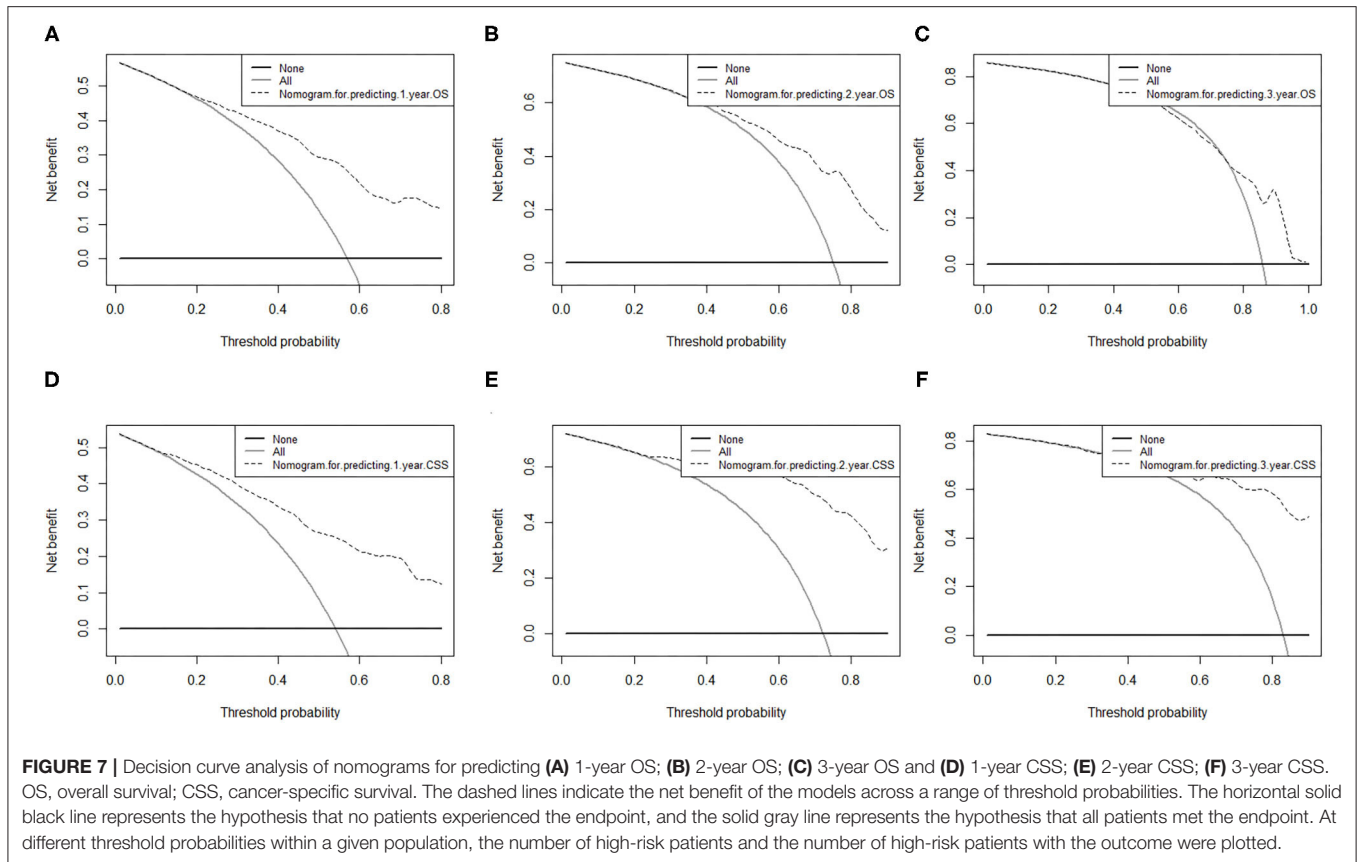 A
None
All
Nomogram.for.predicting.1.year.OS
Net benefit
0.0 0.1 0.2 0.3 0.4 0.5
0.0 0.2 0.4 0.6 0.8
Threshold probability
B
None
All
Nomogram.for.predicting.2.year.OS
Net benefit
0.0 0.2 0.4 0.6
0.0 0.2 0.4 0.6 0.8
Threshold probability
C
None
All
Nomogram.for.predicting.3.year.OS
Net benefit
0.0 0.2 0.4 0.6 0.8
0.0 0.2 0.4 0.6 0.8 1.0
Threshold probability
D
None
All
Nomogram.for.predicting.1.year.CSS
Net benefit
0.0 0.1 0.2 0.3 0.4 0.5
0.0 0.2 0.4 0.6 0.8
Threshold probability
E
None
All
Nomogram.for.predicting.2.year.CSS
Net benefit
0.0 0.2 0.4 0.6
0.0 0.2 0.4 0.6 0.8
Threshold probability
F
None
All
Nomogram.for.predicting.3.year.CSS
Net benefit
0.0 0.2 0.4 0.6 0.8
0.0 0.2 0.4 0.6 0.8
Threshold probability
FIGURE 7 | Decision curve analysis of nomograms for predicting (A) 1-year OS; (B) 2-year OS; (C) 3-year OS and (D) 1-year CSS; (E) 2-year CSS; (F) 3-year CSS.
OS, overall survival; CSS, cancer-specific survival. The dashed lines indicate the net benefit of the models across a range of threshold probabilities. The horizontal solid
black line represents the hypothesis that no patients experienced the endpoint, and the solid gray line represents the hypothesis that all patients met the endpoint. At
different threshold probabilities within a given population, the number of high-risk patients and the number of high-risk patients with the outcome were plotted.